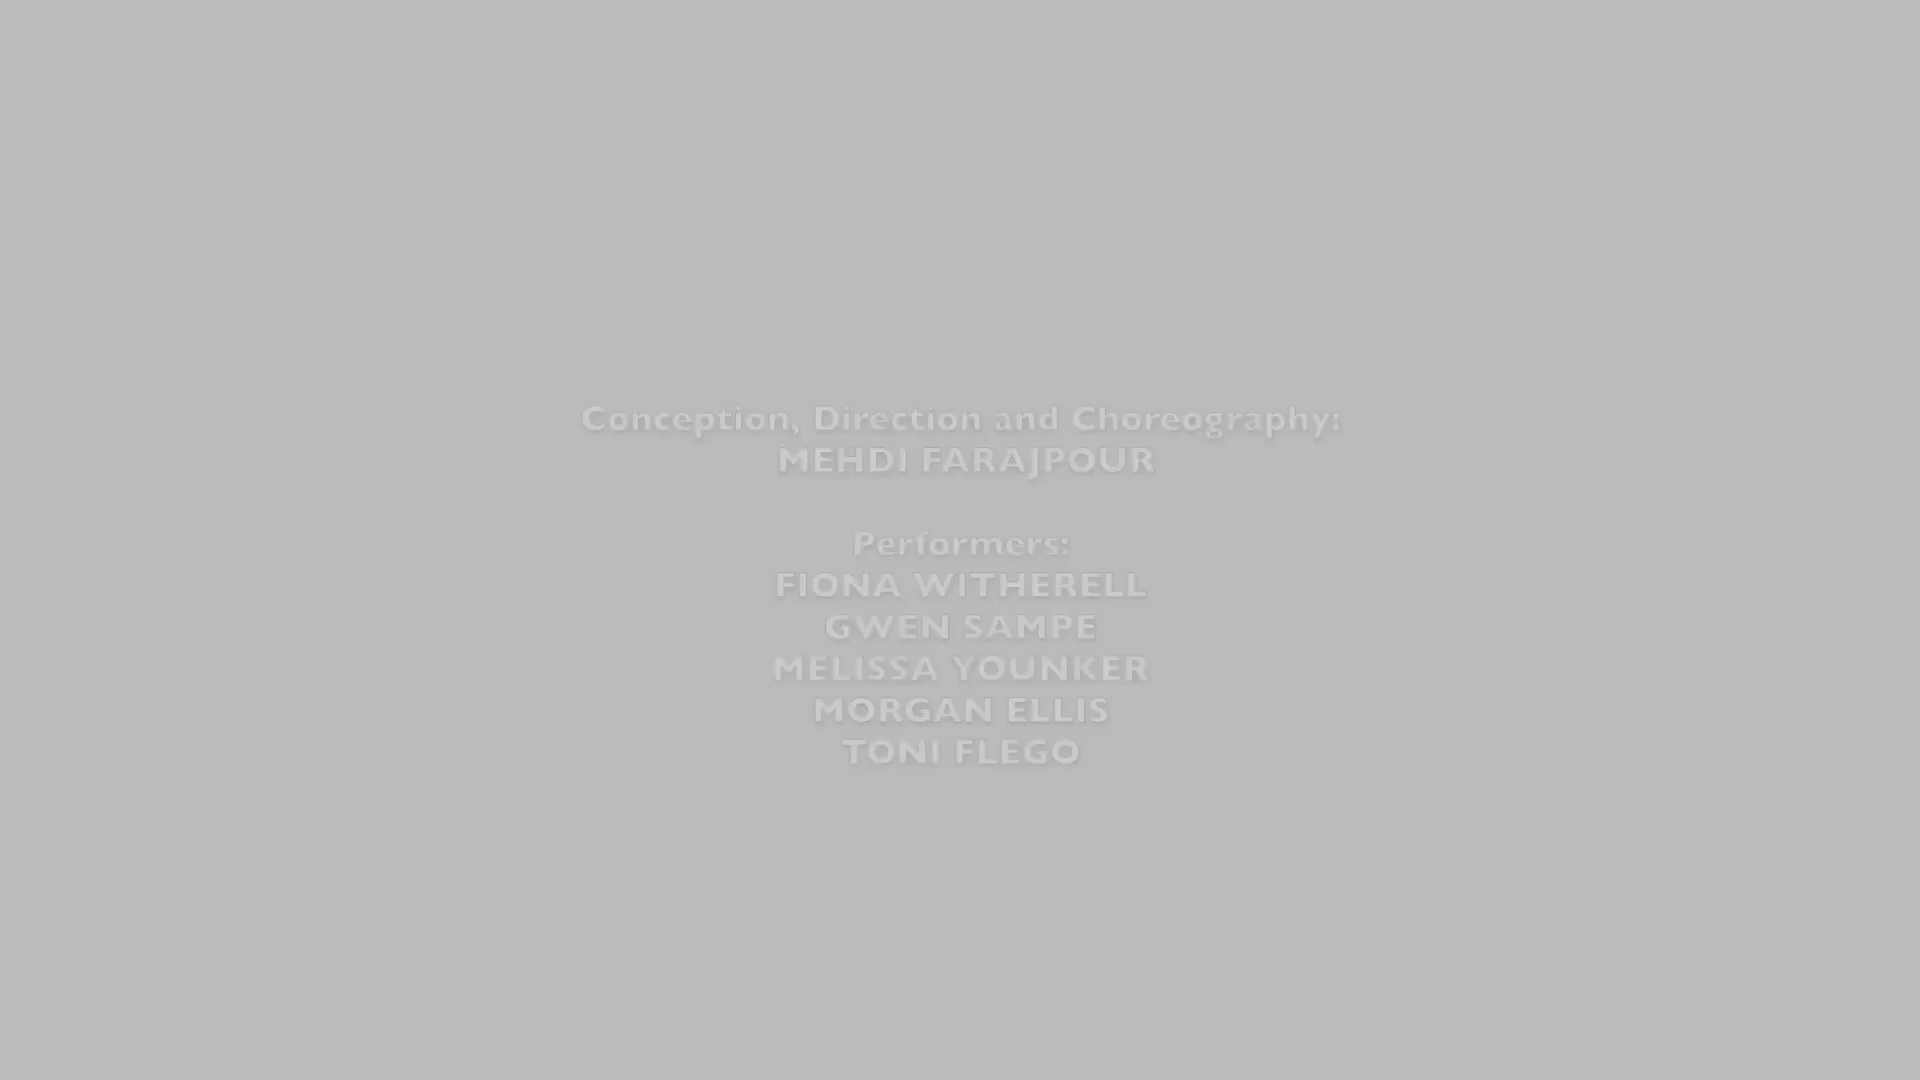 Conception, Direction and Choreography:
MEHDI FARAJPOUR
Performers:
FIONA WITHERELL
GWEN SAMPE
MELISSA YOUNKER
MORGAN ELLIS
TONI FLEGO